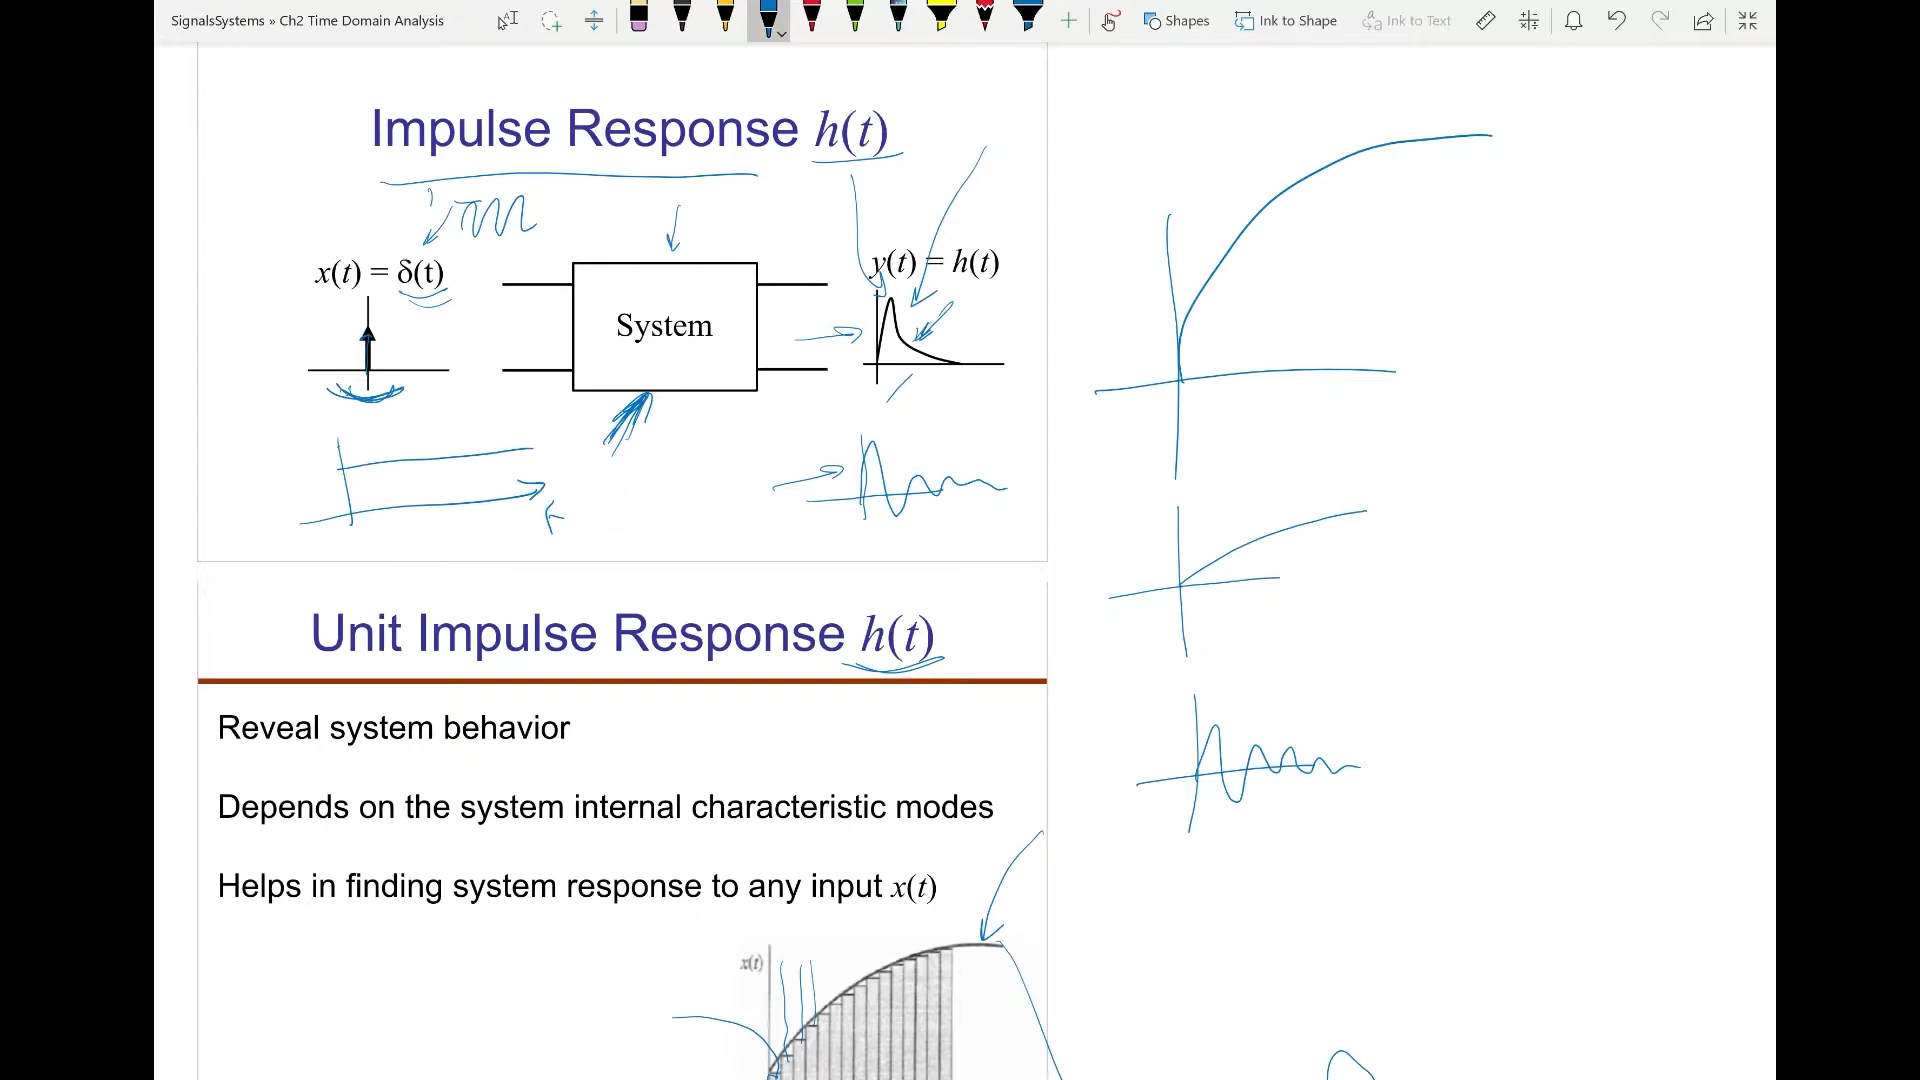 SignalsSystems » Ch2 Time Domain Analysis
Shapes
Ink to Shape
Ink to Text
Impulse Response h(t)
x(t) = δ(t)
System
y(t) = h(t)
t
Unit Impulse Response h(t)
Reveal system behavior
Depends on the system internal characteristic modes
Helps in finding system response to any input x(t)
x(t)